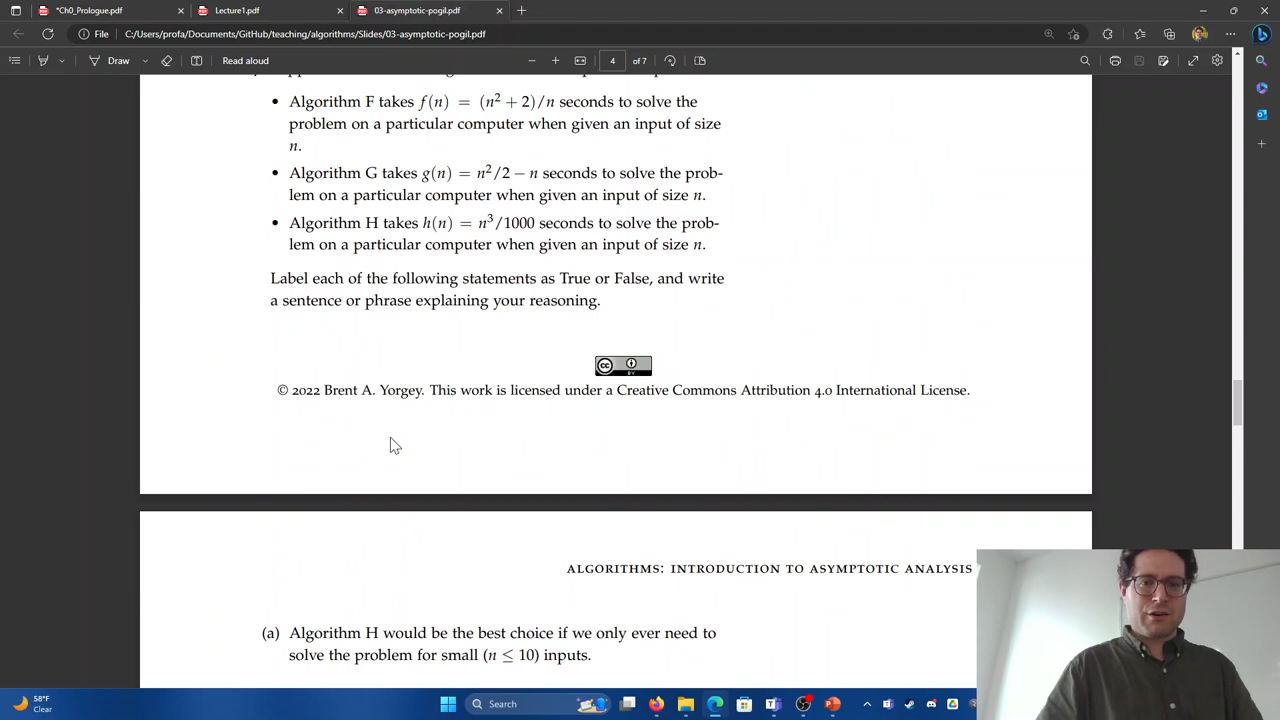 *Ch0_Prologue.pdf
Lecture1.pdf
03-asymptotic-pogil.pdf
File
C:/Users/profa/Documents/GitHub/teaching/algorithms/Slides/03-asymptotic-pogil.pdf
Draw
Read aloud
4 of 7
• Algorithm F takes f(n) = (n² + 2)/n seconds to solve the
problem on a particular computer when given an input of size
n.
• Algorithm G takes g(n) = n²/2 − n seconds to solve the prob-
lem on a particular computer when given an input of size n.
• Algorithm H takes h(n) = n³/1000 seconds to solve the prob-
lem on a particular computer when given an input of size n.
Label each of the following statements as True or False, and write
a sentence or phrase explaining your reasoning.
cc
BY
© 2022 Brent A. Yorgey. This work is licensed under a Creative Commons Attribution 4.0 International License.
ALGORITHMS: INTRODUCTION TO ASYMPTOTIC ANALYSIS
(a) Algorithm H would be the best choice if we only ever need to
solve the problem for small (n ≤ 10) inputs.
58°F
Clear
Search